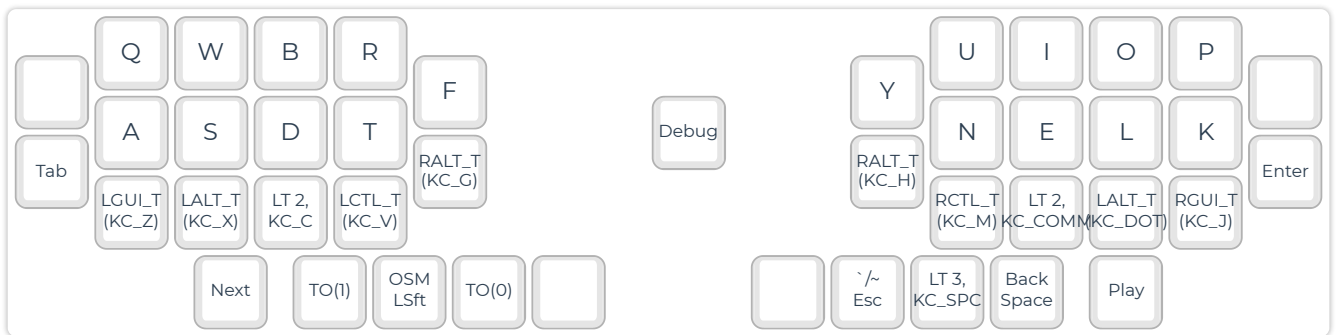 Q W B R
U I O P
F
Y
A S D T
Debug
N E L K
Tab
RALT_T
(KC_G)
RALT_T
(KC_H)
Enter
LGUI_T
(KC_Z)
LALT_T
(KC_X)
LT 2,
KC_C
LCTL_T
(KC_V)
RCTL_T
(KC_M)
LT 2,
KC_COMM
LALT_T
(KC_DOT)
RGUI_T
(KC_J)
Next
TO(1)
OSM
LSft
TO(0)
`/~
Esc
LT 3,
KC_SPC
Back
Space
Play